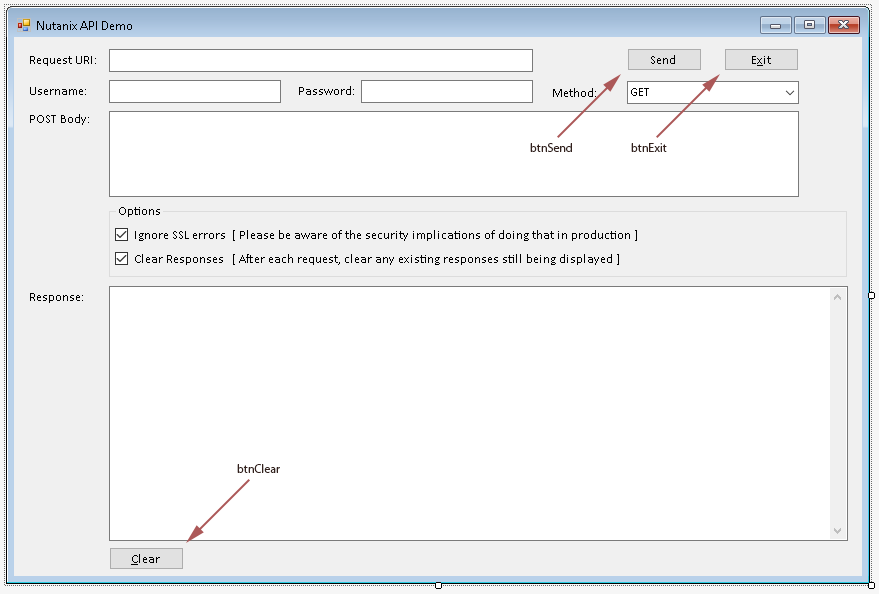 Nutanix API Demo
Request URI: Send Exit
Username: Password: Method: GET
POST Body:
btnSend btnExit
Options
Ignore SSL errors [ Please be aware of the security implications of doing that in production ]
Clear Responses [ After each request, clear any existing responses still being displayed ]
Response:
btnClear
Clear